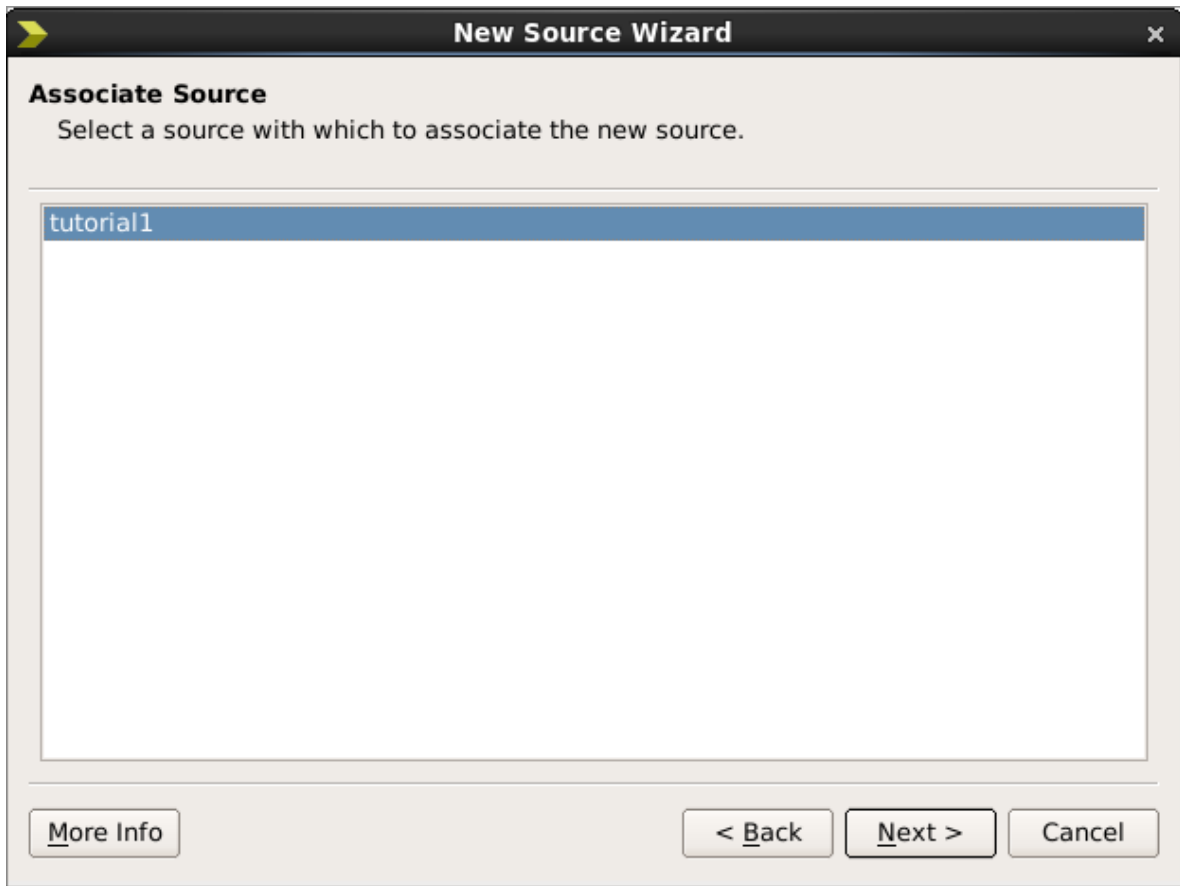 New Source Wizard
Associate Source
Select a source with which to associate the new source.
tutorial1
More Info
< Back
Next >
Cancel